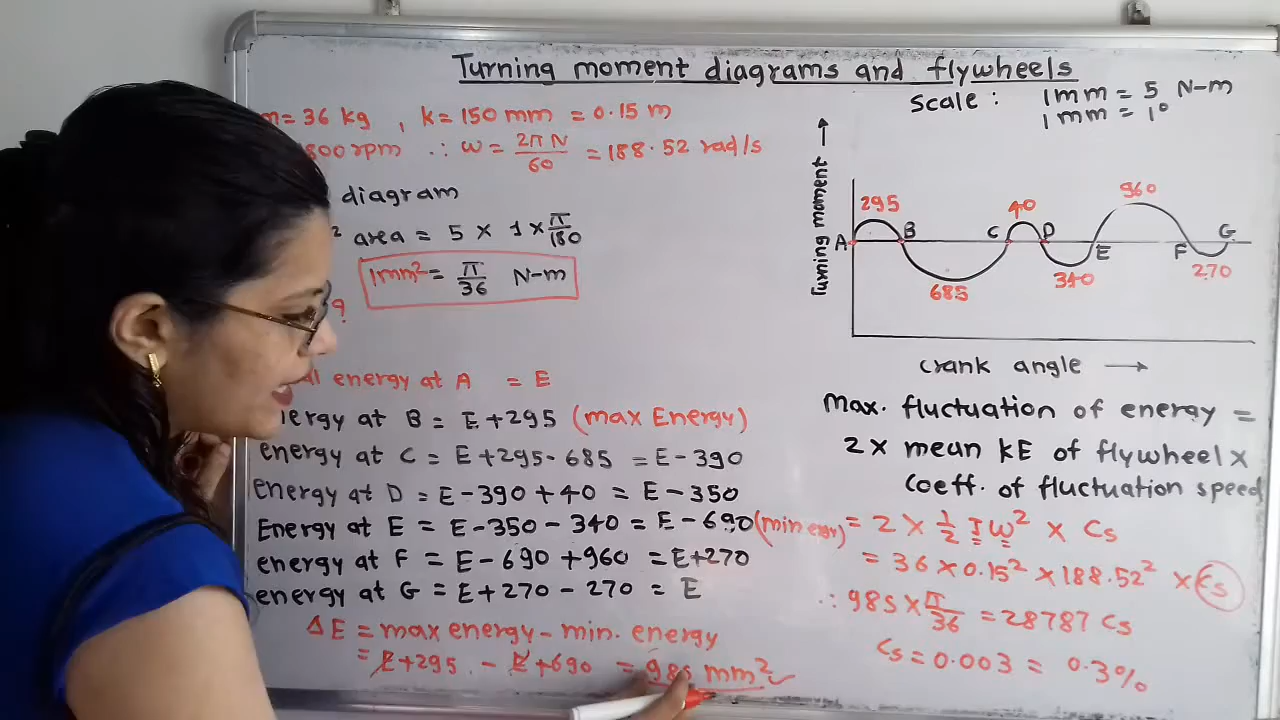 Turning moment diagrams and flywheels
m = 36 kg , k = 150 mm = 0.15 m
800 rpm ∴ ω = 2πN/60 = 188.52 rad/s
diagram
² area = 5 × 1 × π/180
1mm² = π/36 N-m
?
energy at A = E
energy at B = E+295 (max Energy)
energy at C = E+295-685 = E-390
energy at D = E-390+40 = E-350
Energy at E = E-350-340 = E-690 (min energy)
energy at F = E-690+960 = E+270
energy at G = E+270-270 = E
ΔE = max energy - min. energy
= E+295 - E+690 = 985 mm²
scale : 1mm = 5 N-m
1mm = 1°
Turning moment
295
40
960
A B C D E F G
685
340
270
crank angle
max. fluctuation of energy =
2 × mean KE of flywheel ×
coeff. of fluctuation speed
= 2 × 1/2 Iω² × Cs
= 36 × 0.15² × 188.52² × Cs
∴ 985 × π/36 = 28787 Cs
Cs = 0.003 = 0.3%